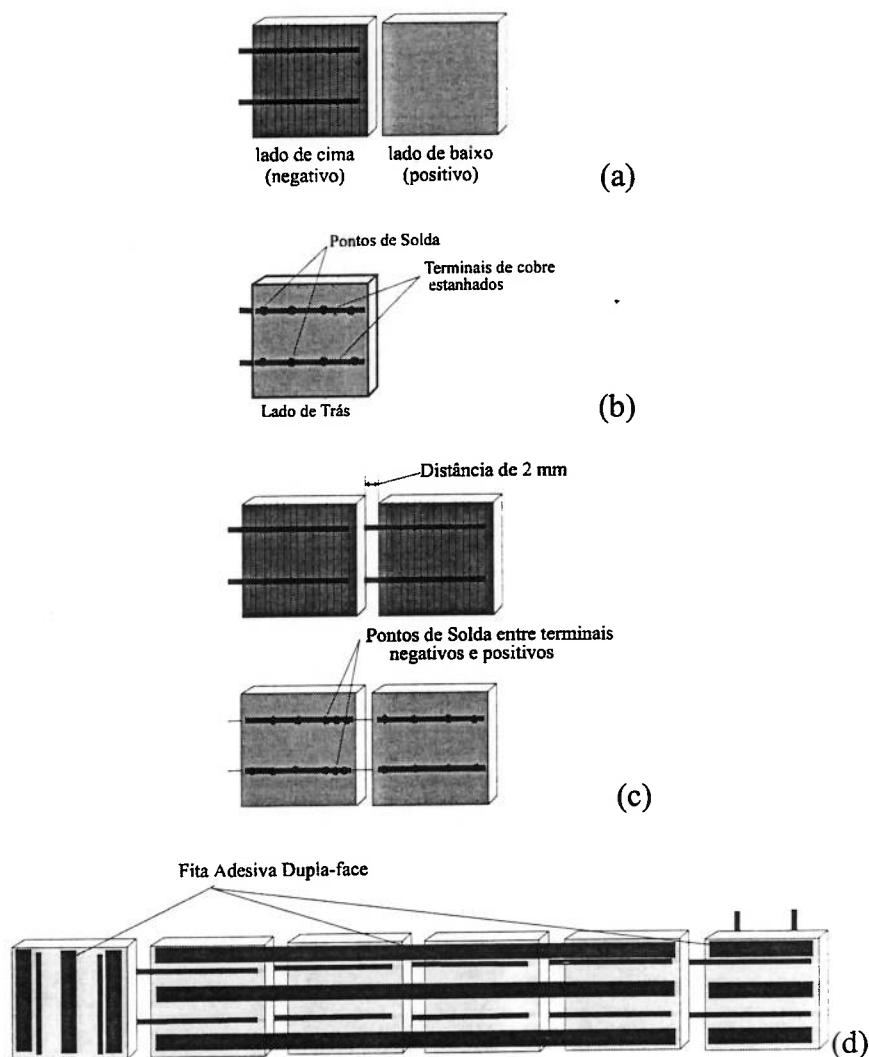 lado de cima
(negativo)
lado de baixo
(positivo)
(a)
Pontos de Solda
Terminais de cobre
estanhados
Lado de Trás
(b)
Distância de 2 mm
Pontos de Solda entre terminais
negativos e positivos
(c)
Fita Adesiva Dupla-face
(d)